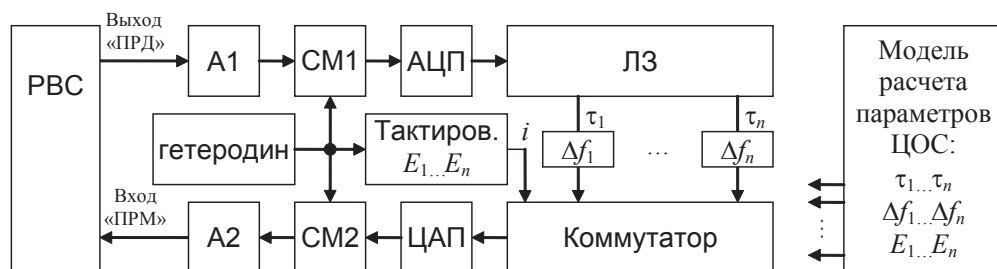 РВС
Выход
«ПРД»
А1
СМ1
АЦП
ЛЗ
гетеродин
Тактиров.
E1…En
i
τ1
τn
Δf1
…
Δfn
Вход
«ПРМ»
А2
СМ2
ЦАП
Коммутатор
Модель
расчета
параметров
ЦОС:
τ1…τn
Δf1…Δfn
E1…En